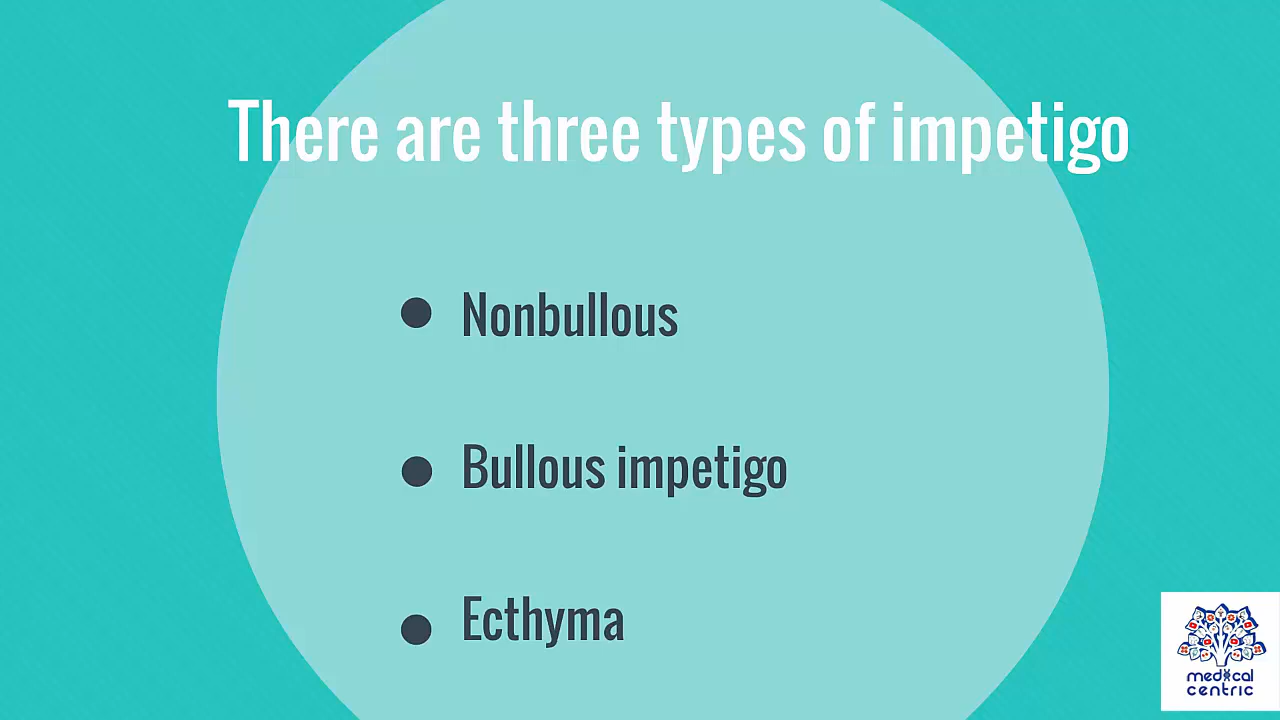 There are three types of impetigo
Nonbullous
Bullous impetigo
Ecthyma
medical
centric